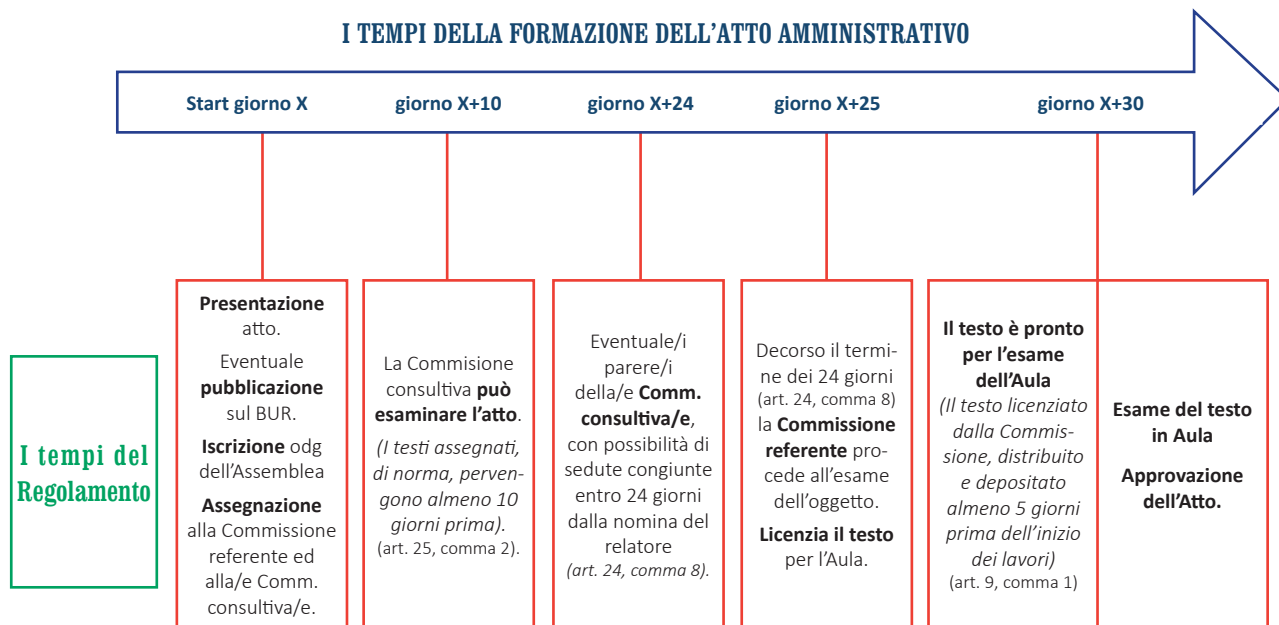 I TEMPI DELLA FORMAZIONE DELL'ATTO AMMINISTRATIVO
Start giorno X
giorno X+10
giorno X+24
giorno X+25
giorno X+30
I tempi del
Regolamento
Presentazione
atto.
Eventuale
pubblicazione
sul BUR.
Iscrizione odg
dell'Assemblea
Assegnazione
alla Commissione
referente ed
alla/e Comm.
consultiva/e.
La Commisione
consultiva può
esaminare l'atto.
(I testi assegnati,
di norma, perven-
gono almeno 10
giorni prima).
(art. 25, comma 2).
Eventuale/i
parere/i
della/e Comm.
consultiva/e,
con possibilità di
sedute congiunte
entro 24 giorni
dalla nomina del
relatore
(art. 24, comma 8).
Decorso il termi-
ne dei 24 giorni
(art. 24, comma 8)
la Commissione
referente pro-
cede all'esame
dell'oggetto.
Licenzia il testo
per l'Aula.
Il testo è pronto
per l'esame
dell'Aula
(Il testo licenziato
dalla Commis-
sione, distribuito
e depositato
almeno 5 giorni
prima dell'inizio
dei lavori)
(art. 9, comma 1)
Esame del testo
in Aula
Approvazione
dell'Atto.